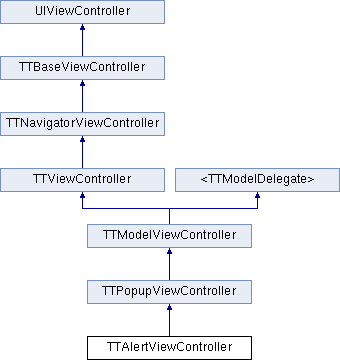 UIViewController
TTBaseViewController
TTNavigatorViewController
TTViewController
<TTModelDelegate>
TTModelViewController
TTPopupViewController
TTAlertViewController